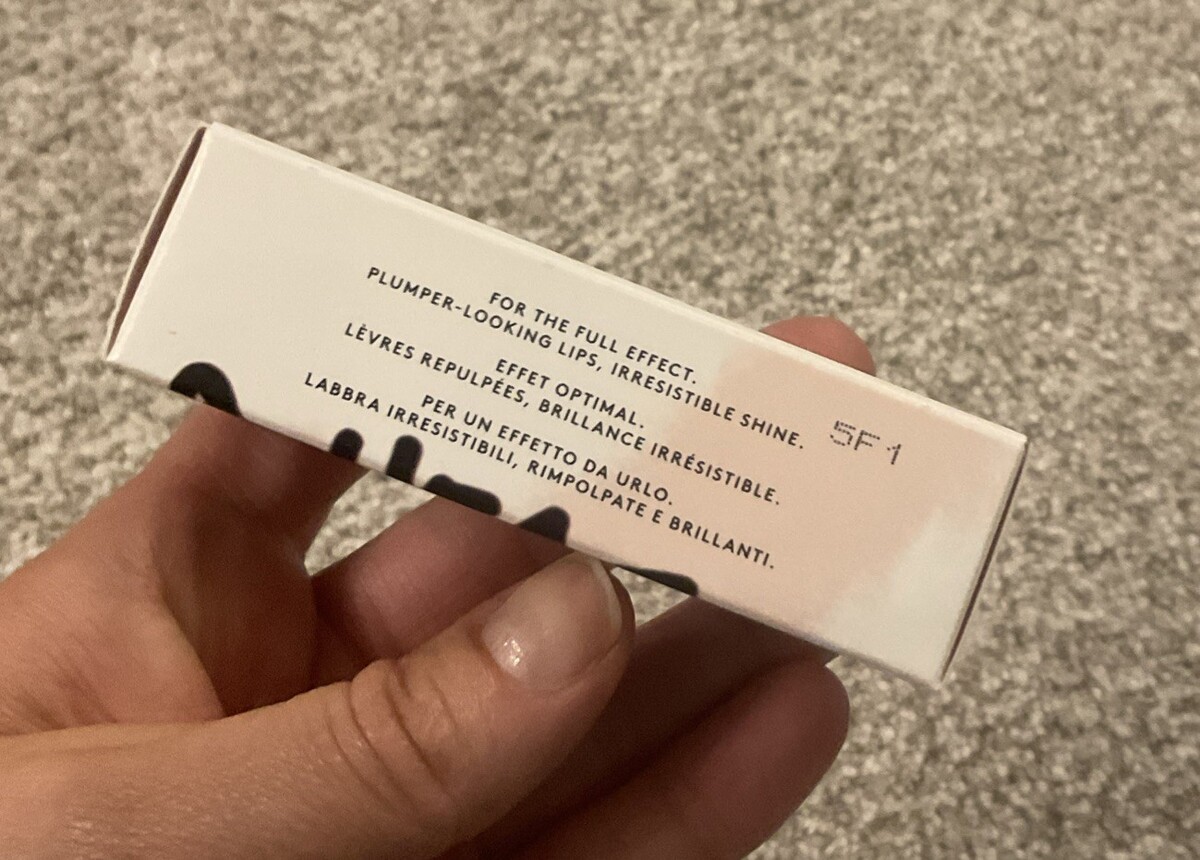 FOR THE FULL EFFECT.
PLUMPER-LOOKING LIPS, IRRESISTIBLE SHINE.
EFFET OPTIMAL.
LÈVRES REPULPÉES, BRILLANCE IRRÉSISTIBLE.
PER UN EFFETTO DA URLO.
LABBRA IRRESISTIBILI, RIMPOLPATE E BRILLANTI.
5F1